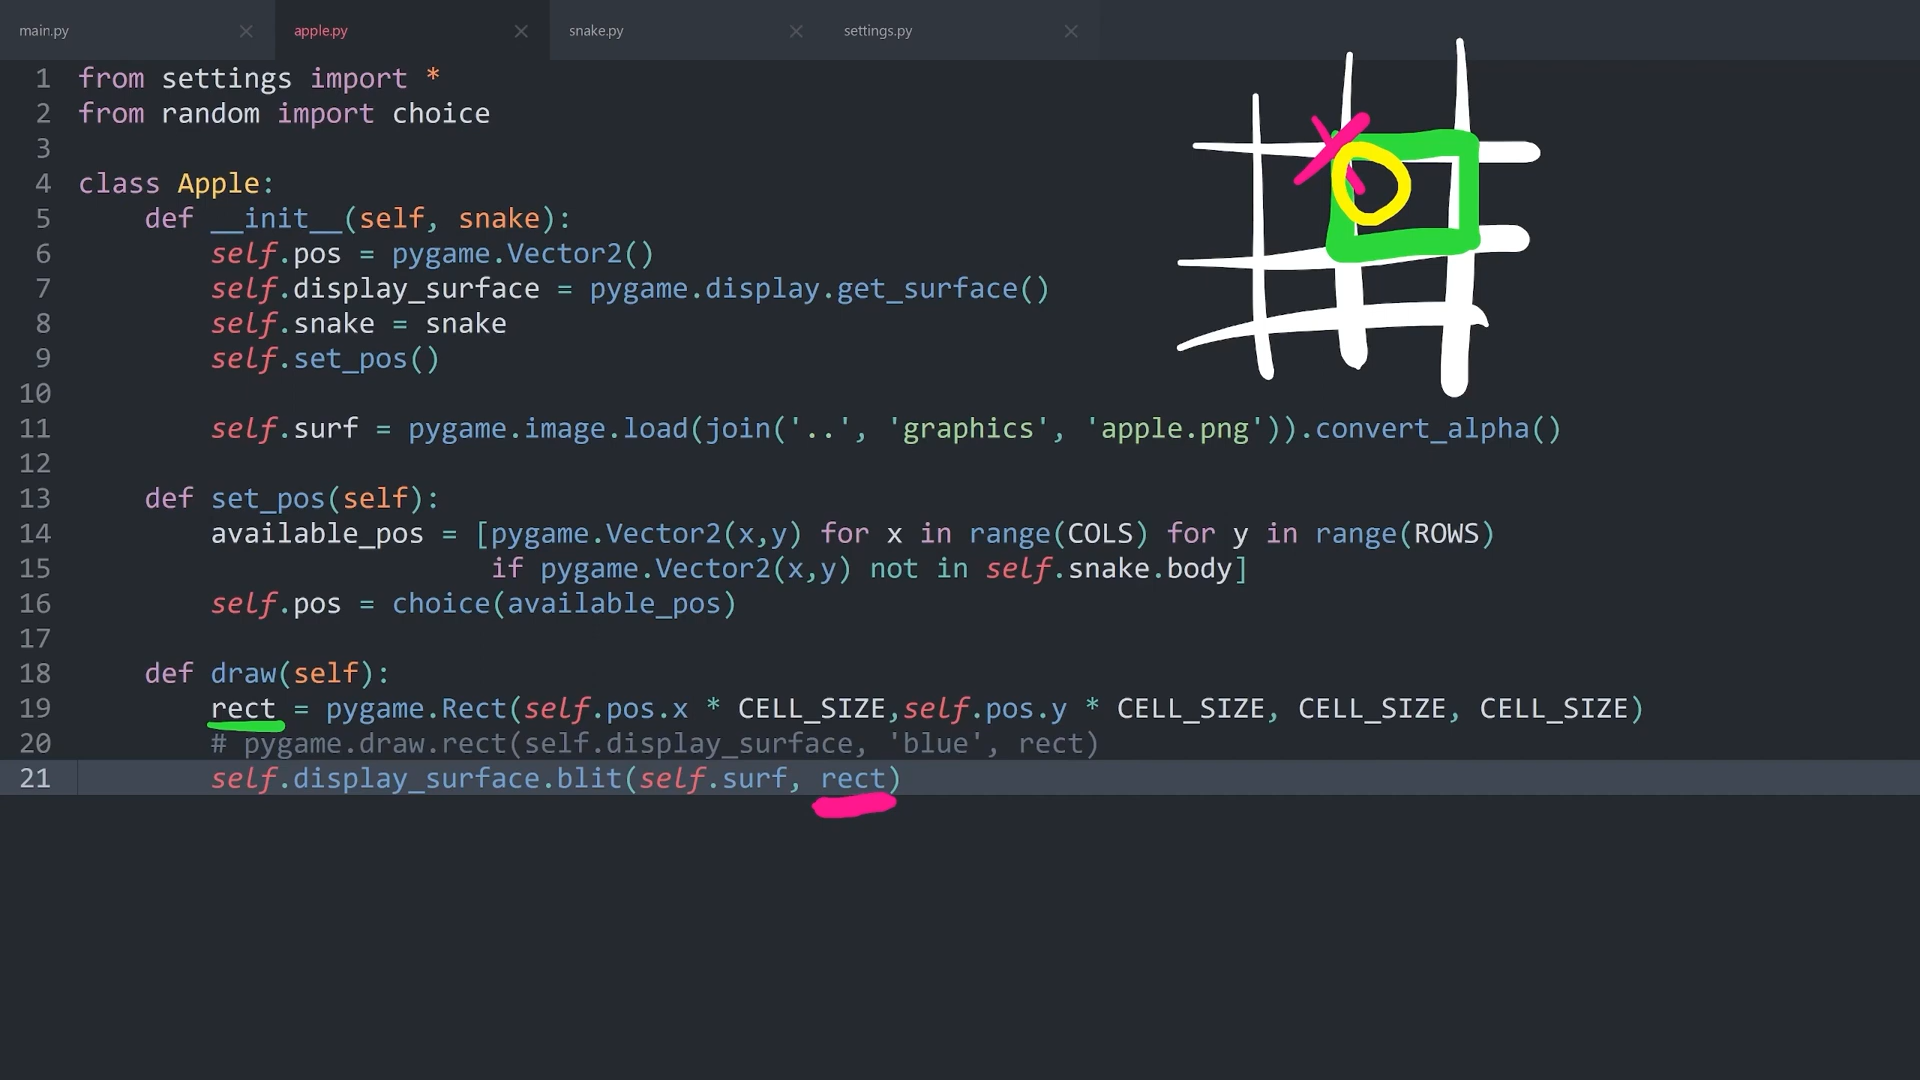 main.py apple.py snake.py settings.py
1 from settings import *
2 from random import choice
3
4 class Apple:
5     def __init__(self, snake):
6         self.pos = pygame.Vector2()
7         self.display_surface = pygame.display.get_surface()
8         self.snake = snake
9         self.set_pos()
10
11         self.surf = pygame.image.load(join('..', 'graphics', 'apple.png')).convert_alpha()
12
13     def set_pos(self):
14         available_pos = [pygame.Vector2(x,y) for x in range(COLS) for y in range(ROWS)
15                          if pygame.Vector2(x,y) not in self.snake.body]
16         self.pos = choice(available_pos)
17
18     def draw(self):
19         rect = pygame.Rect(self.pos.x * CELL_SIZE,self.pos.y * CELL_SIZE, CELL_SIZE, CELL_SIZE)
20         # pygame.draw.rect(self.display_surface, 'blue', rect)
21         self.display_surface.blit(self.surf, rect)